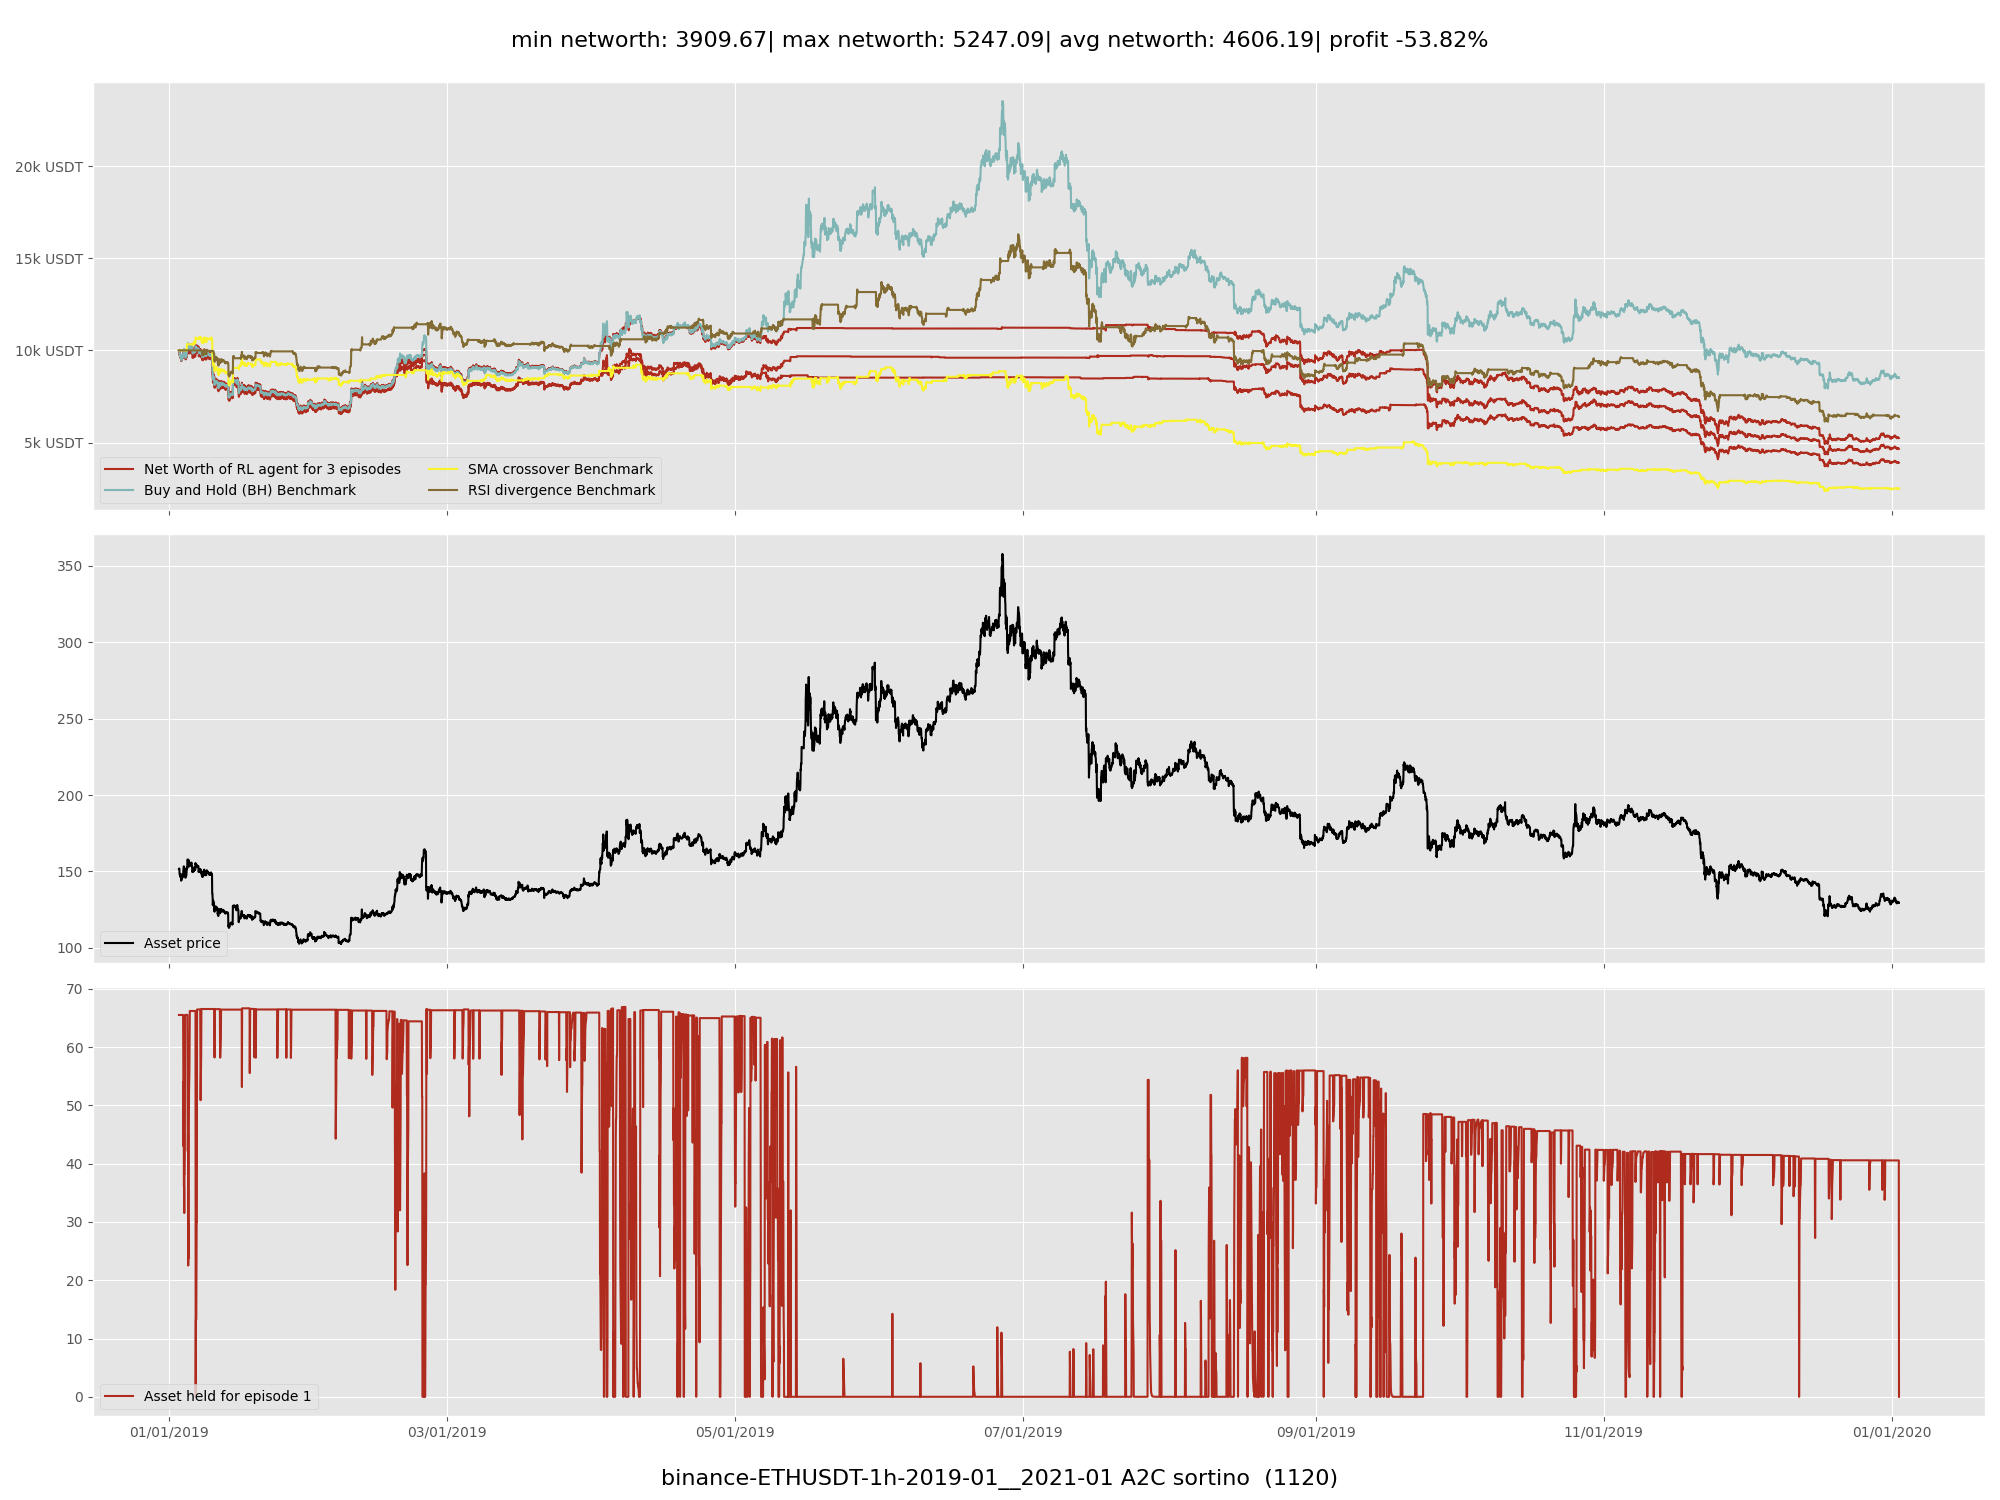 min networth: 3909.67| max networth: 5247.09| avg networth: 4606.19| profit -53.82%
20k USDT
15k USDT
10k USDT
5k USDT
Net Worth of RL agent for 3 episodes
Buy and Hold (BH) Benchmark
SMA crossover Benchmark
RSI divergence Benchmark
350
300
250
200
150
100
Asset price
70
60
50
40
30
20
10
0
Asset held for episode 1
01/01/2019 03/01/2019 05/01/2019 07/01/2019 09/01/2019 11/01/2019 01/01/2020
binance-ETHUSDT-1h-2019-01__2021-01 A2C sortino  (1120)